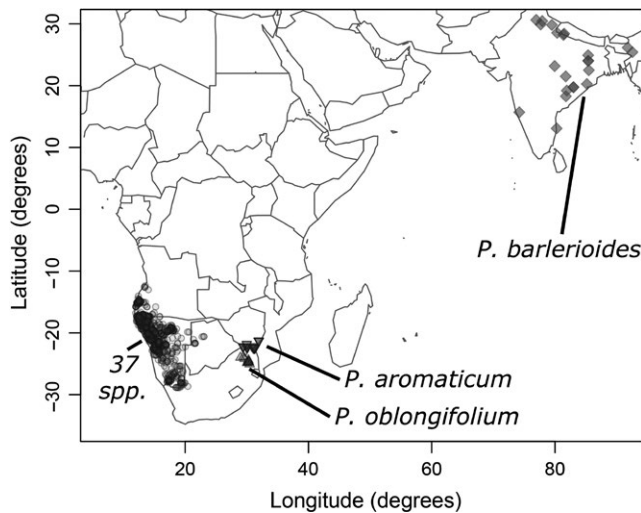 30
20
10
0
−10
−20
−30
Latitude (degrees)
P. barlerioides
37
spp.
P. aromaticum
P. oblongifolium
20 40 60 80
Longitude (degrees)